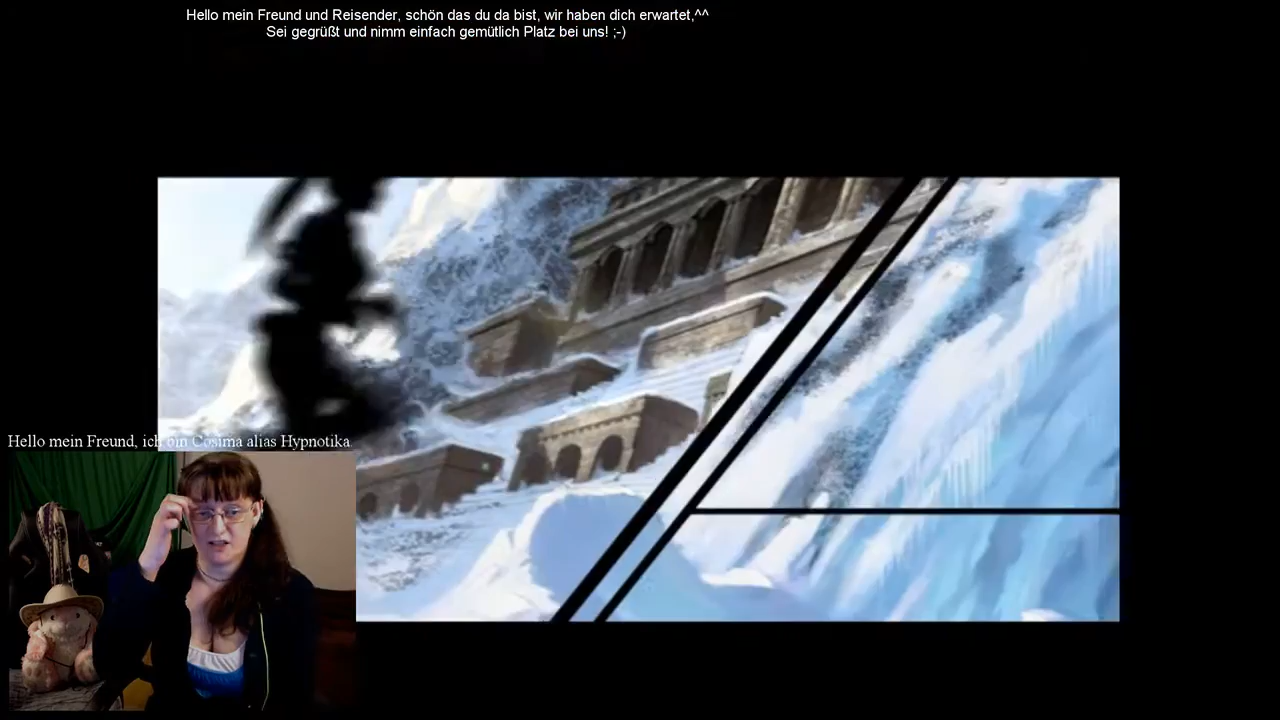 Hello mein Freund und Reisender, schön das du da bist, wir haben dich erwartet,^^
Sei gegrüßt und nimm einfach gemütlich Platz bei uns! ;-)
Hello mein Freund, ich bin Cosima alias Hypnotika